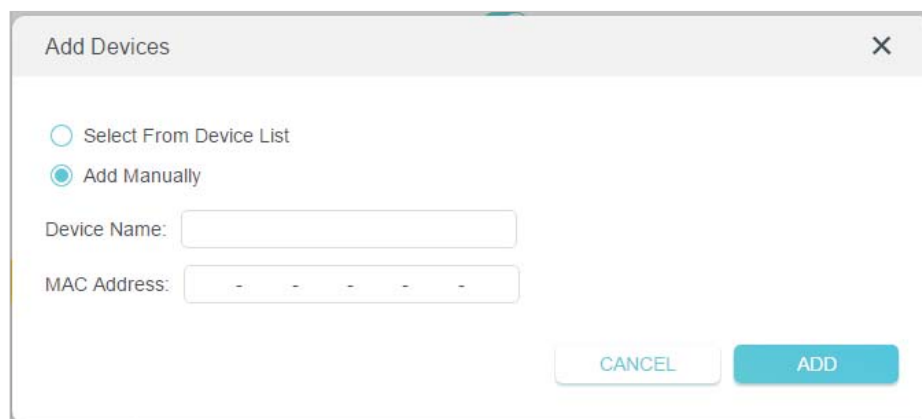 Add Devices
Select From Device List
Add Manually
Device Name:
MAC Address: - - - - -
CANCEL ADD